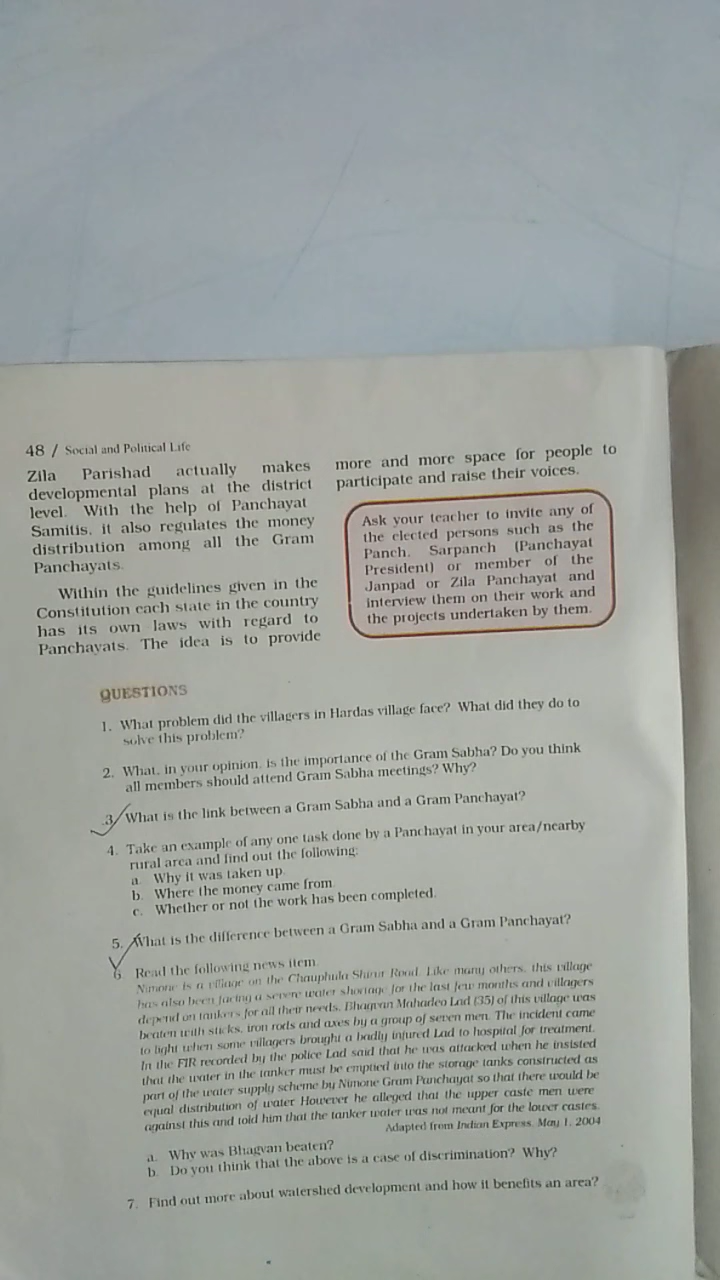 48 / Social and Political Life
Zila Parishad actually makes
developmental plans at the district
level. With the help of Panchayat
Samitis, it also regulates the money
distribution among all the Gram
Panchayats.
Within the guidelines given in the
Constitution each state in the country
has its own laws with regard to
Panchayats. The idea is to provide
more and more space for people to
participate and raise their voices.
Ask your teacher to invite any of
the elected persons such as the
Panch, Sarpanch (Panchayat
President) or member of the
Janpad or Zila Panchayat and
interview them on their work and
the projects undertaken by them.
QUESTIONS
1. What problem did the villagers in Hardas village face? What did they do to
solve this problem?
2. What, in your opinion, is the importance of the Gram Sabha? Do you think
all members should attend Gram Sabha meetings? Why?
3. What is the link between a Gram Sabha and a Gram Panchayat?
4. Take an example of any one task done by a Panchayat in your area/nearby
rural area and find out the following:
a. Why it was taken up.
b. Where the money came from.
c. Whether or not the work has been completed.
5. What is the difference between a Gram Sabha and a Gram Panchayat?
6. Read the following news item.
Nimone is a village on the Chauphula Shirur Road. Like many others, this village
has also been facing a severe water shortage for the last few months and villagers
depend on tankers for all their needs. Bhagvan Mahadeo Lad (35) of this village was
beaten with sticks, iron rods and axes by a group of seven men. The incident came
to light when some villagers brought a badly injured Lad to hospital for treatment.
In the FIR recorded by the police Lad said that he was attacked when he insisted
that the water in the tanker must be emptied into the storage tanks constructed as
part of the water supply scheme by Nimone Gram Panchayat so that there would be
equal distribution of water. However he alleged that the upper caste men were
against this and told him that the tanker water was not meant for the lower castes.
Adapted from Indian Express, May 1, 2004
a. Why was Bhagvan beaten?
b. Do you think that the above is a case of discrimination? Why?
7. Find out more about watershed development and how it benefits an area?